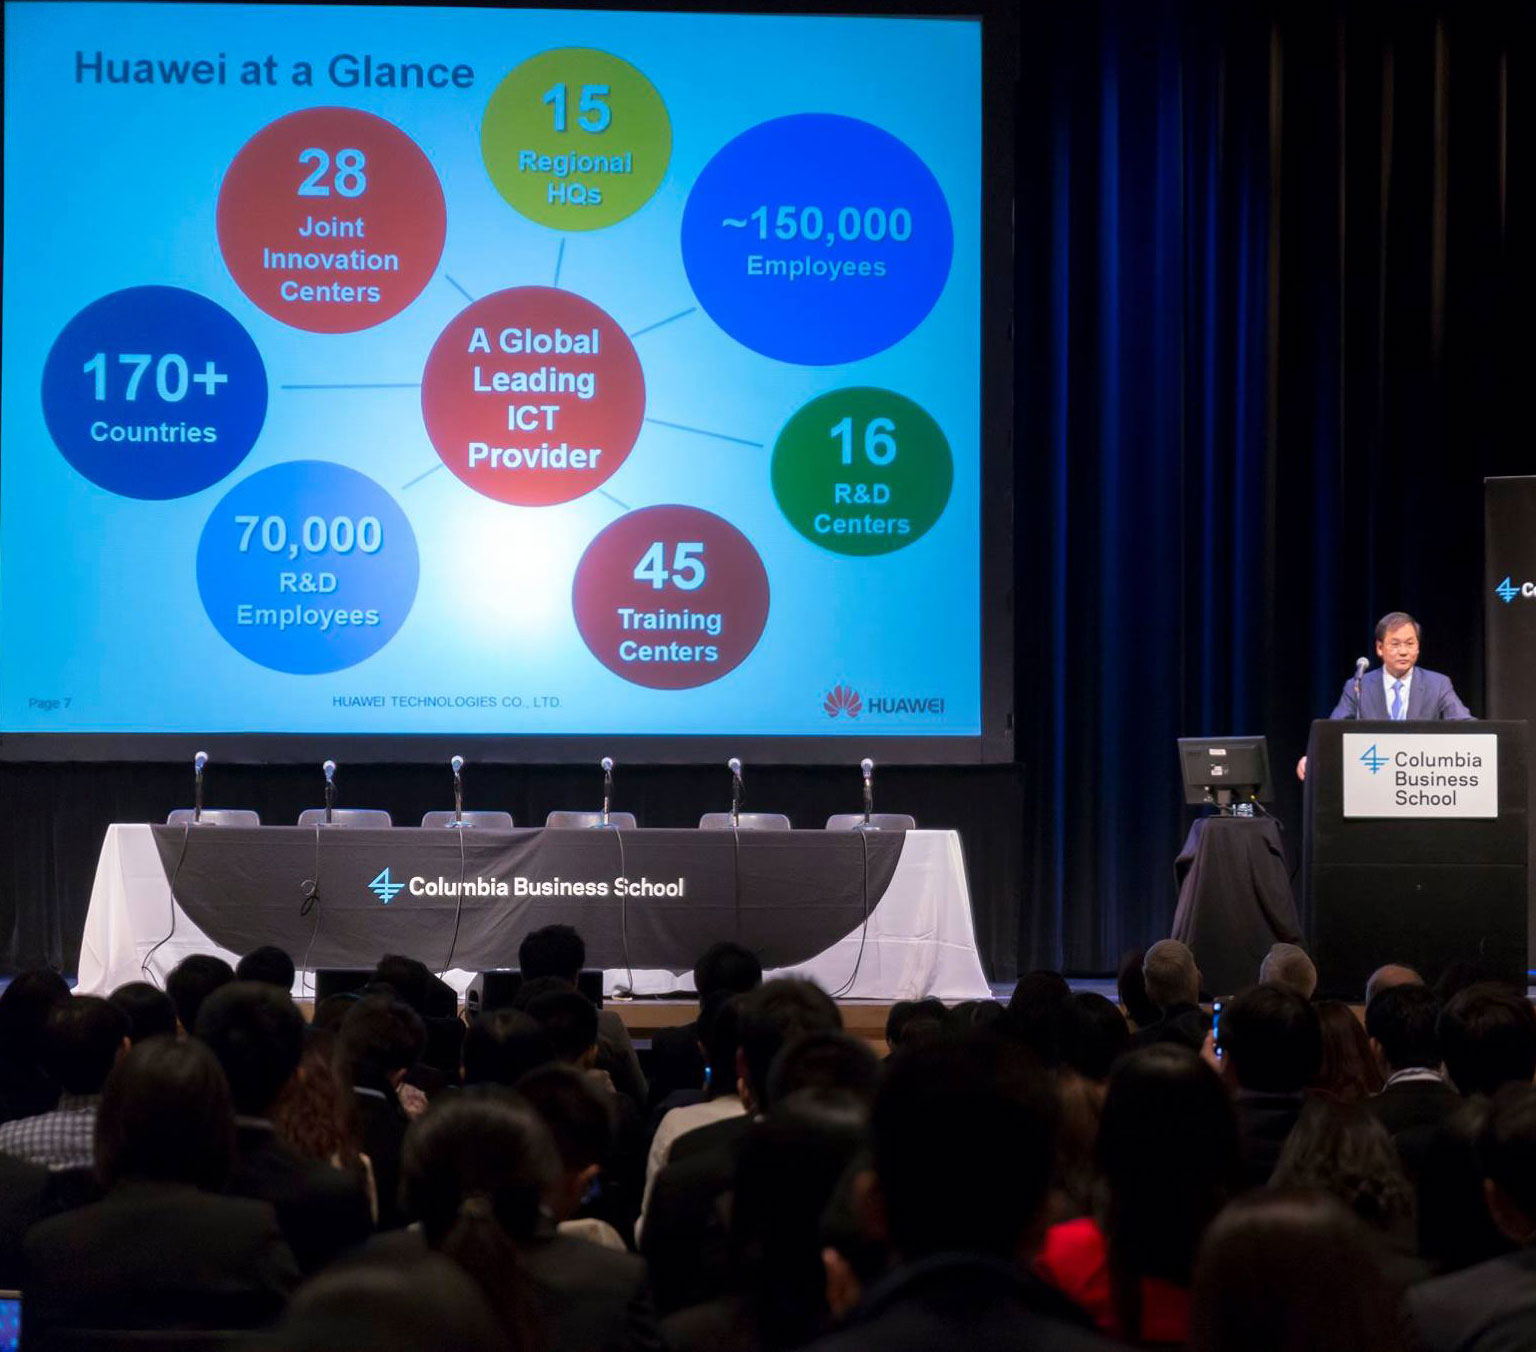 Huawei at a Glance
15
Regional
HQs
28
Joint
Innovation
Centers
~150,000
Employees
170+
Countries
A Global
Leading
ICT
Provider
16
R&D
Centers
70,000
R&D
Employees
45
Training
Centers
Page 7
HUAWEI TECHNOLOGIES CO., LTD.
HUAWEI
Columbia
Business
School
Columbia Business School